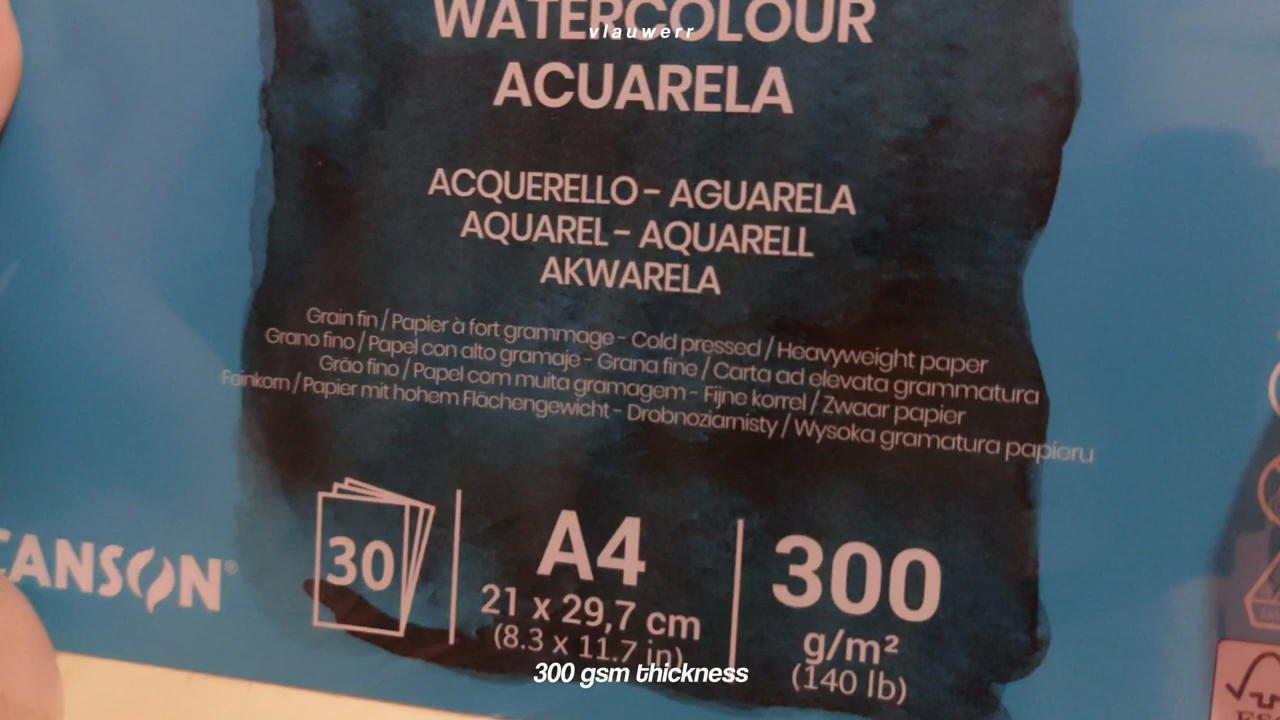 WATERCOLOUR
vlauwerr
ACUARELA
ACQUERELLO - AGUARELA
AQUAREL - AQUARELL
AKWARELA
Grain fin / Papier à fort grammage - Cold pressed / Heavyweight paper
Grano fino / Papel con alto gramaje - Grana fine / Carta ad elevata grammatura
Grão fino / Papel com muita gramagem - Fijne korrel / Zwaar papier
Feinkorn / Papier mit hohem Flächengewicht - Drobnoziarnisty / Wysoka gramatura papieru
CANSON®
30
A4
21 x 29,7 cm
(8.3 x 11.7 in)
300
g/m²
(140 lb)
300 gsm thickness